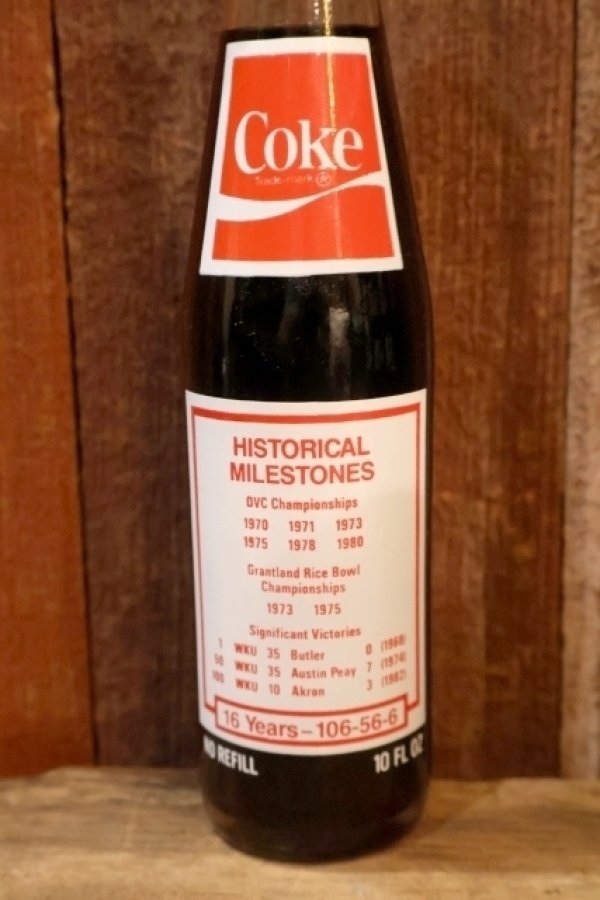 Coke
Trade-mark ®
HISTORICAL
MILESTONES
OVC Championships
1970 1971 1973
1975 1978 1980
Grantland Rice Bowl
Championships
1973 1975
Significant Victories
1 WKU 35 Butler 0 (1968)
50 WKU 35 Austin Peay 7 (1974)
100 WKU 10 Akron 3 (1982)
16 Years – 106-56-6
NO REFILL 10 FL OZ